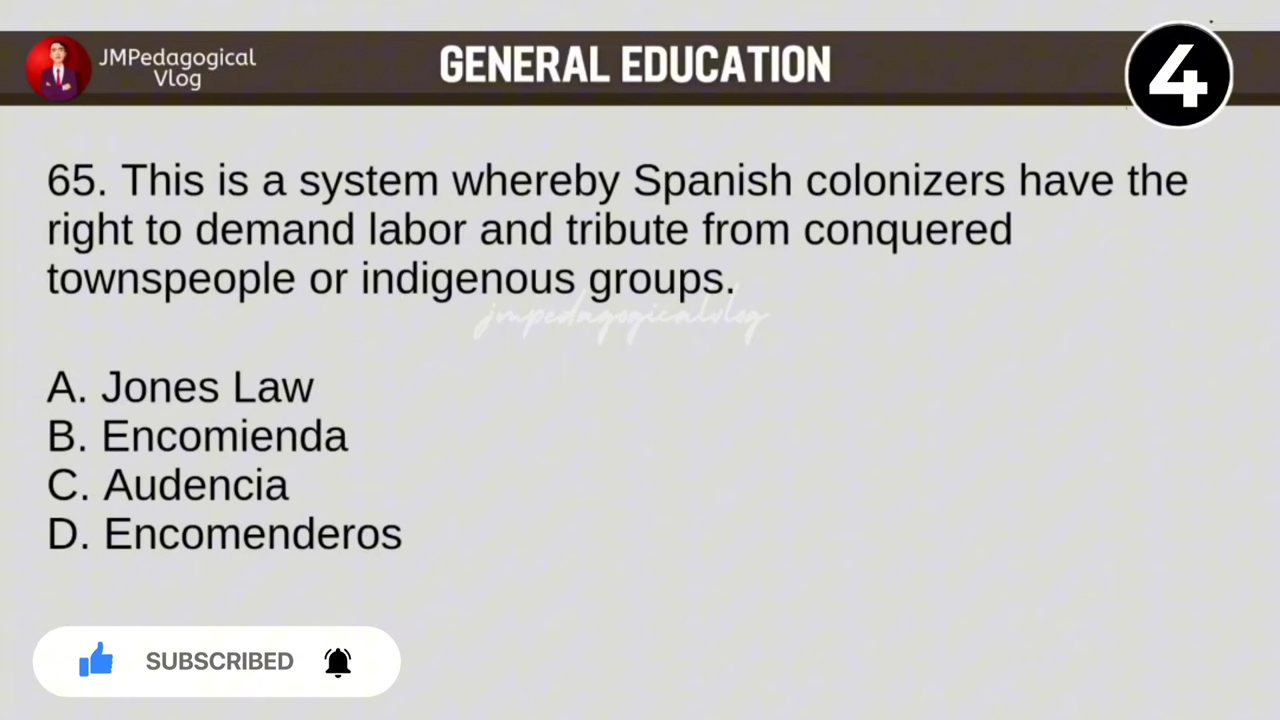 JMPedagogical
Vlog
GENERAL EDUCATION
4
65. This is a system whereby Spanish colonizers have the
right to demand labor and tribute from conquered
townspeople or indigenous groups.
jmpedagogicalvlog
A. Jones Law
B. Encomienda
C. Audencia
D. Encomenderos
SUBSCRIBED